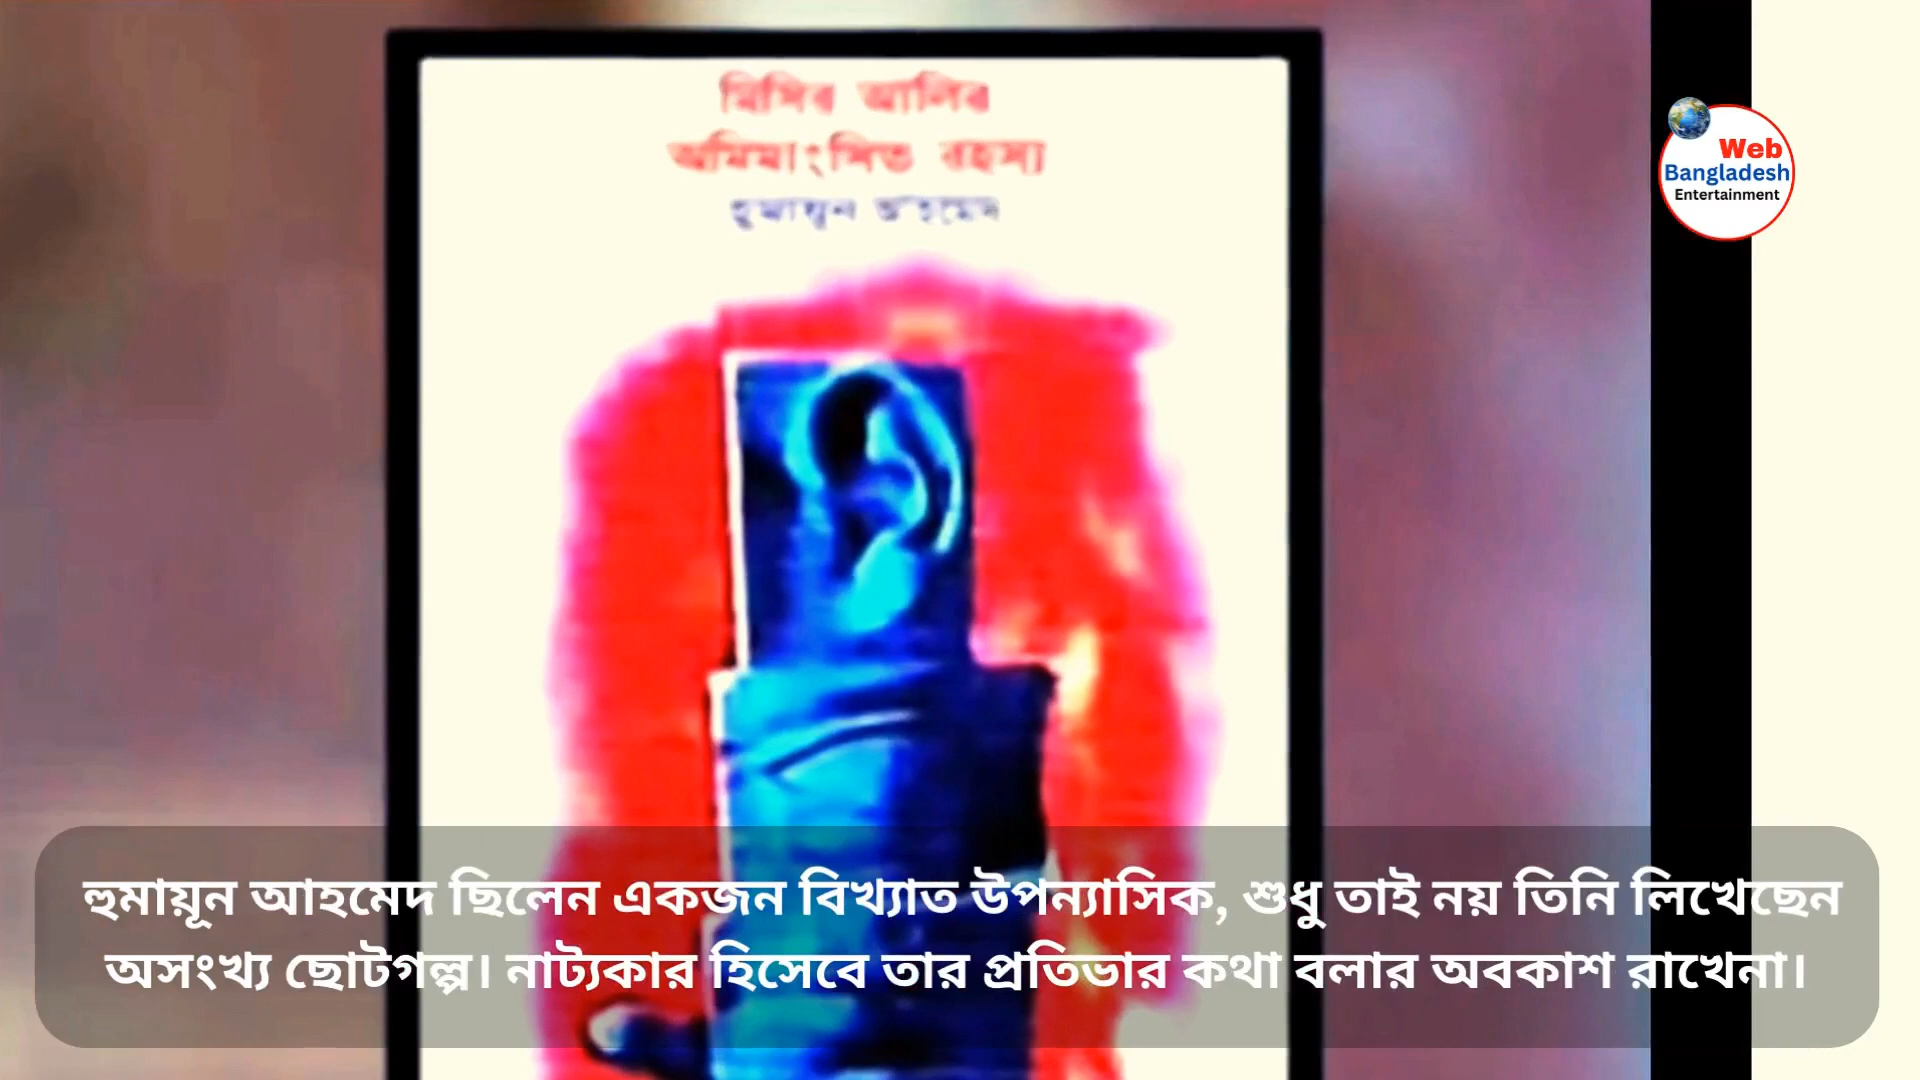 মিসির আলির
অমিমাংসিত রহস্য
হুমায়ূন আহমেদ
Web
Bangladesh
Entertainment
হুমায়ূন আহমেদ ছিলেন একজন বিখ্যাত উপন্যাসিক, শুধু তাই নয় তিনি লিখেছেন
অসংখ্য ছোটগল্প। নাট্যকার হিসেবে তার প্রতিভার কথা বলার অবকাশ রাখেনা।